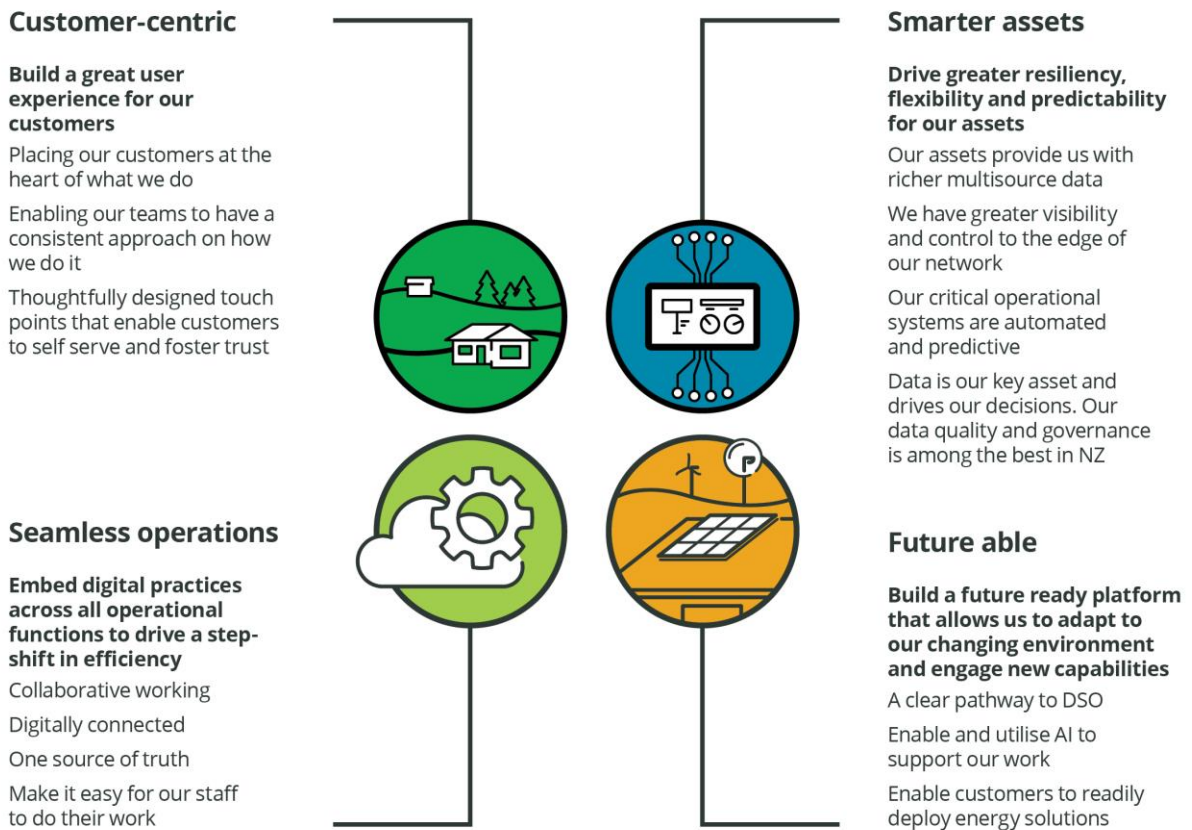 Customer-centric
Build a great user
experience for our
customers
Placing our customers at the
heart of what we do
Enabling our teams to have a
consistent approach on how
we do it
Thoughtfully designed touch
points that enable customers
to self serve and foster trust
Smarter assets
Drive greater resiliency,
flexibility and predictability
for our assets
Our assets provide us with
richer multisource data
We have greater visibility
and control to the edge of
our network
Our critical operational
systems are automated
and predictive
Data is our key asset and
drives our decisions. Our
data quality and governance
is among the best in NZ
Seamless operations
Embed digital practices
across all operational
functions to drive a step-
shift in efficiency
Collaborative working
Digitally connected
One source of truth
Make it easy for our staff
to do their work
Future able
Build a future ready platform
that allows us to adapt to
our changing environment
and engage new capabilities
A clear pathway to DSO
Enable and utilise AI to
support our work
Enable customers to readily
deploy energy solutions